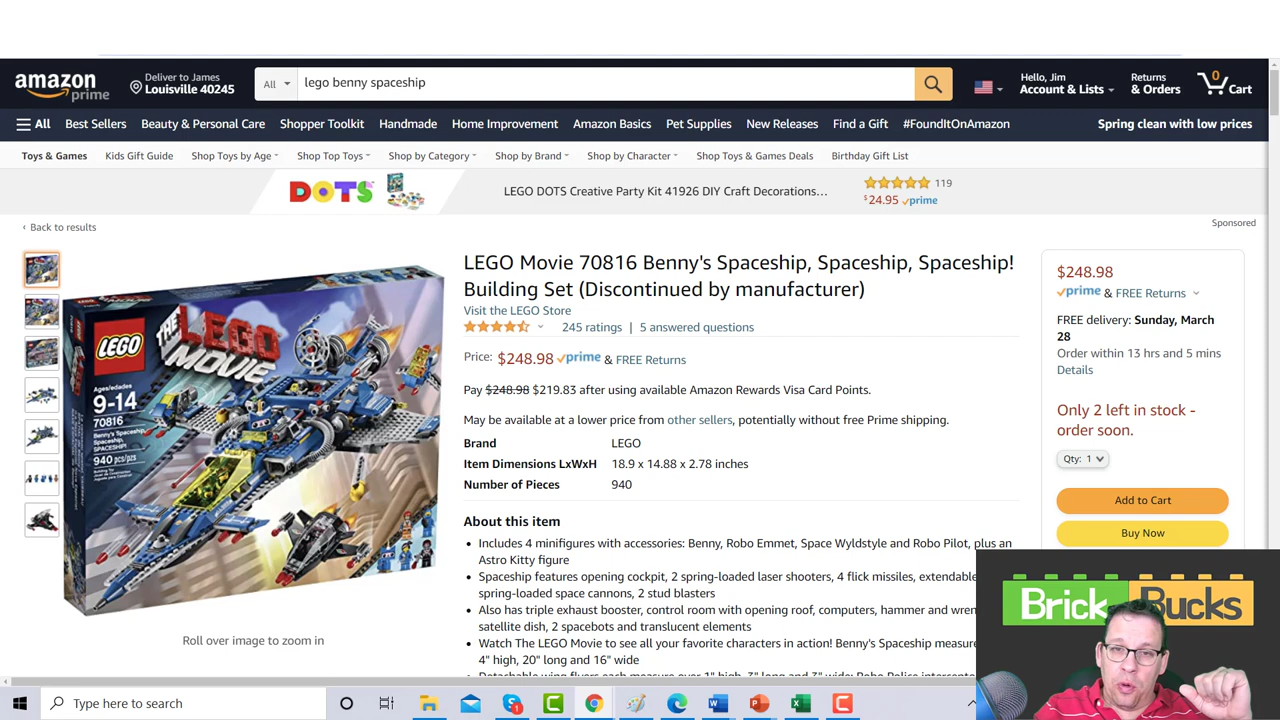 amazon
prime
Deliver to James
Louisville 40245
All
lego benny spaceship
Hello, Jim
Account & Lists
Returns
& Orders
0
Cart
All
Best Sellers
Beauty & Personal Care
Shopper Toolkit
Handmade
Home Improvement
Amazon Basics
Pet Supplies
New Releases
Find a Gift
#FoundItOnAmazon
Spring clean with low prices
Toys & Games
Kids Gift Guide
Shop Toys by Age
Shop Top Toys
Shop by Category
Shop by Brand
Shop by Character
Shop Toys & Games Deals
Birthday Gift List
DOTS
LEGO DOTS Creative Party Kit 41926 DIY Craft Decorations…
119
$24.95 prime
‹ Back to results
Sponsored
LEGO
THE LEGO MOVIE
Ages/edades
9-14
70816
Benny's Spaceship,
Spaceship,
SPACESHIP!
940 pcs/pzs
Roll over image to zoom in
LEGO Movie 70816 Benny's Spaceship, Spaceship, Spaceship!
Building Set (Discontinued by manufacturer)
Visit the LEGO Store
245 ratings | 5 answered questions
Price: $248.98 prime & FREE Returns
Pay $248.98 $219.83 after using available Amazon Rewards Visa Card Points.
May be available at a lower price from other sellers, potentially without free Prime shipping.
Brand LEGO
Item Dimensions LxWxH 18.9 x 14.88 x 2.78 inches
Number of Pieces 940
About this item
• Includes 4 minifigures with accessories: Benny, Robo Emmet, Space Wyldstyle and Robo Pilot, plus an
Astro Kitty figure
• Spaceship features opening cockpit, 2 spring-loaded laser shooters, 4 flick missiles, extendable
spring-loaded space cannons, 2 stud blasters
• Also has triple exhaust booster, control room with opening roof, computers, hammer and wren
satellite dish, 2 spacebots and translucent elements
• Watch The LEGO Movie to see all your favorite characters in action! Benny's Spaceship measure
4" high, 20" long and 16" wide
$248.98
prime & FREE Returns
FREE delivery: Sunday, March
28
Order within 13 hrs and 5 mins
Details
Only 2 left in stock -
order soon.
Qty: 1
Add to Cart
Buy Now
Brick Bucks
Type here to search